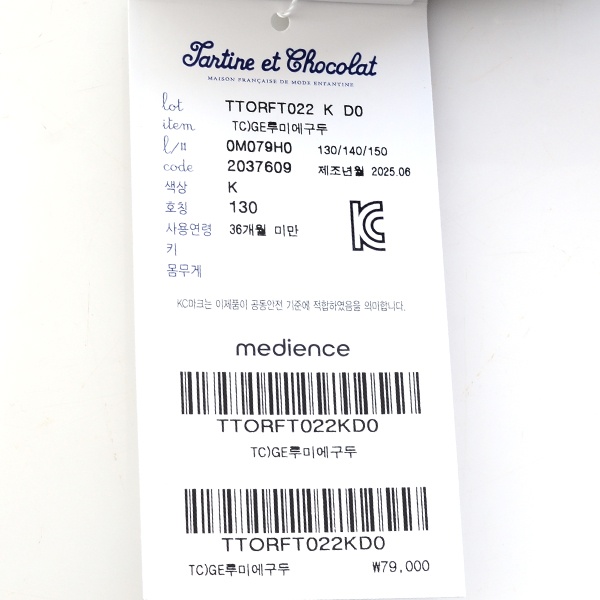 Tartine et Chocolat
MAISON FRANÇAISE DE MODE ENFANTINE
lot TTORFT022 K D0
item TC)GE루미에구두
l/# 0M079H0 130/140/150
code 2037609 제조년월 2025.06
색상 K
호칭 130
사용연령 36개월 미만
키
몸무게
KC마크는 이제품이 공동안전 기준에 적합하였음을 의미합니다.
medience
TTORFT022KD0
TC)GE루미에구두
TTORFT022KD0
TC)GE루미에구두 ₩79,000